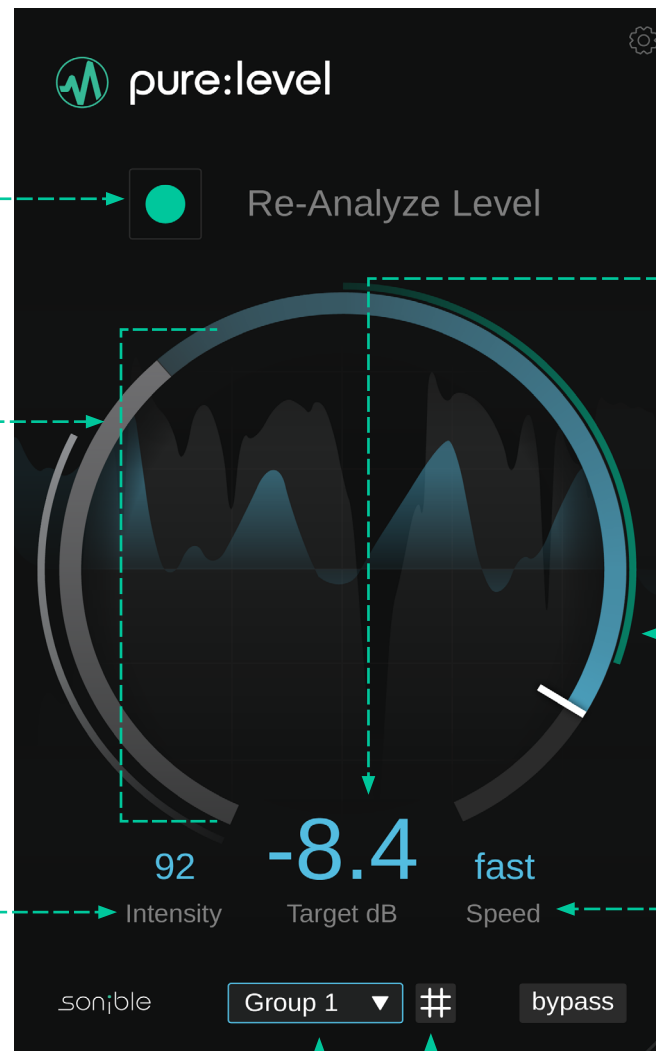 pure:level
Re-Analyze Level
92
-8.4
fast
Intensity
Target dB
Speed
sonible
Group 1
#
bypass